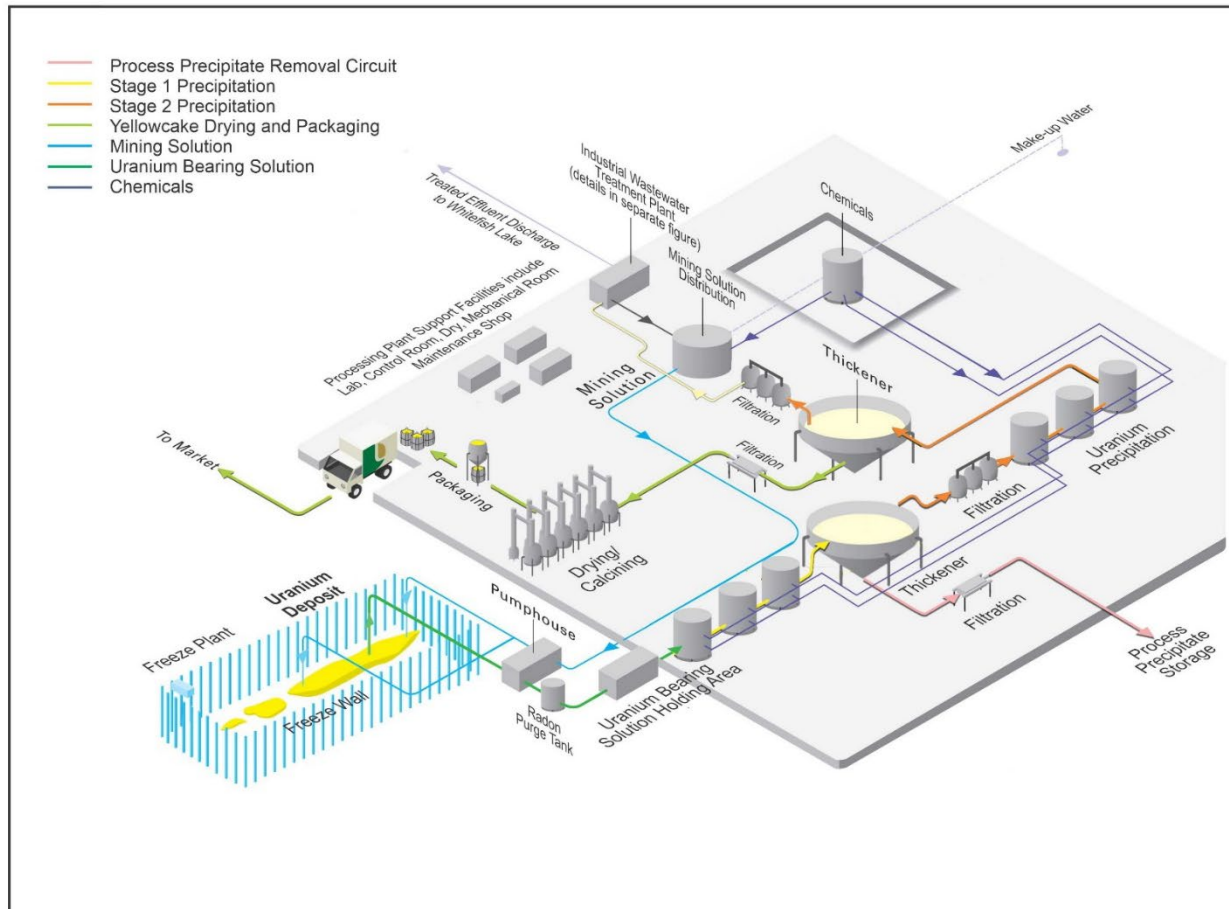 Process Precipitate Removal Circuit
Stage 1 Precipitation
Stage 2 Precipitation
Yellowcake Drying and Packaging
Mining Solution
Uranium Bearing Solution
Chemicals
Make-up Water
Treated Effluent Discharge
to Whitefish Lake
Industrial Wastewater
Treatment Plant
(details in separate figure)
Mining Solution
Distribution
Chemicals
Processing Plant Support Facilities include
Lab, Control Room, Dry, Mechanical Room
Maintenance Shop
Mining
Solution
Filtration
Thickener
Uranium
Precipitation
Filtration
Filtration
To Market
Packaging
Drying/
Calcining
Thickener
Filtration
Process
Precipitate
Storage
Uranium
Deposit
Freeze Plant
Freeze Wall
Pumphouse
Radon
Purge Tank
Uranium Bearing
Solution Holding Area